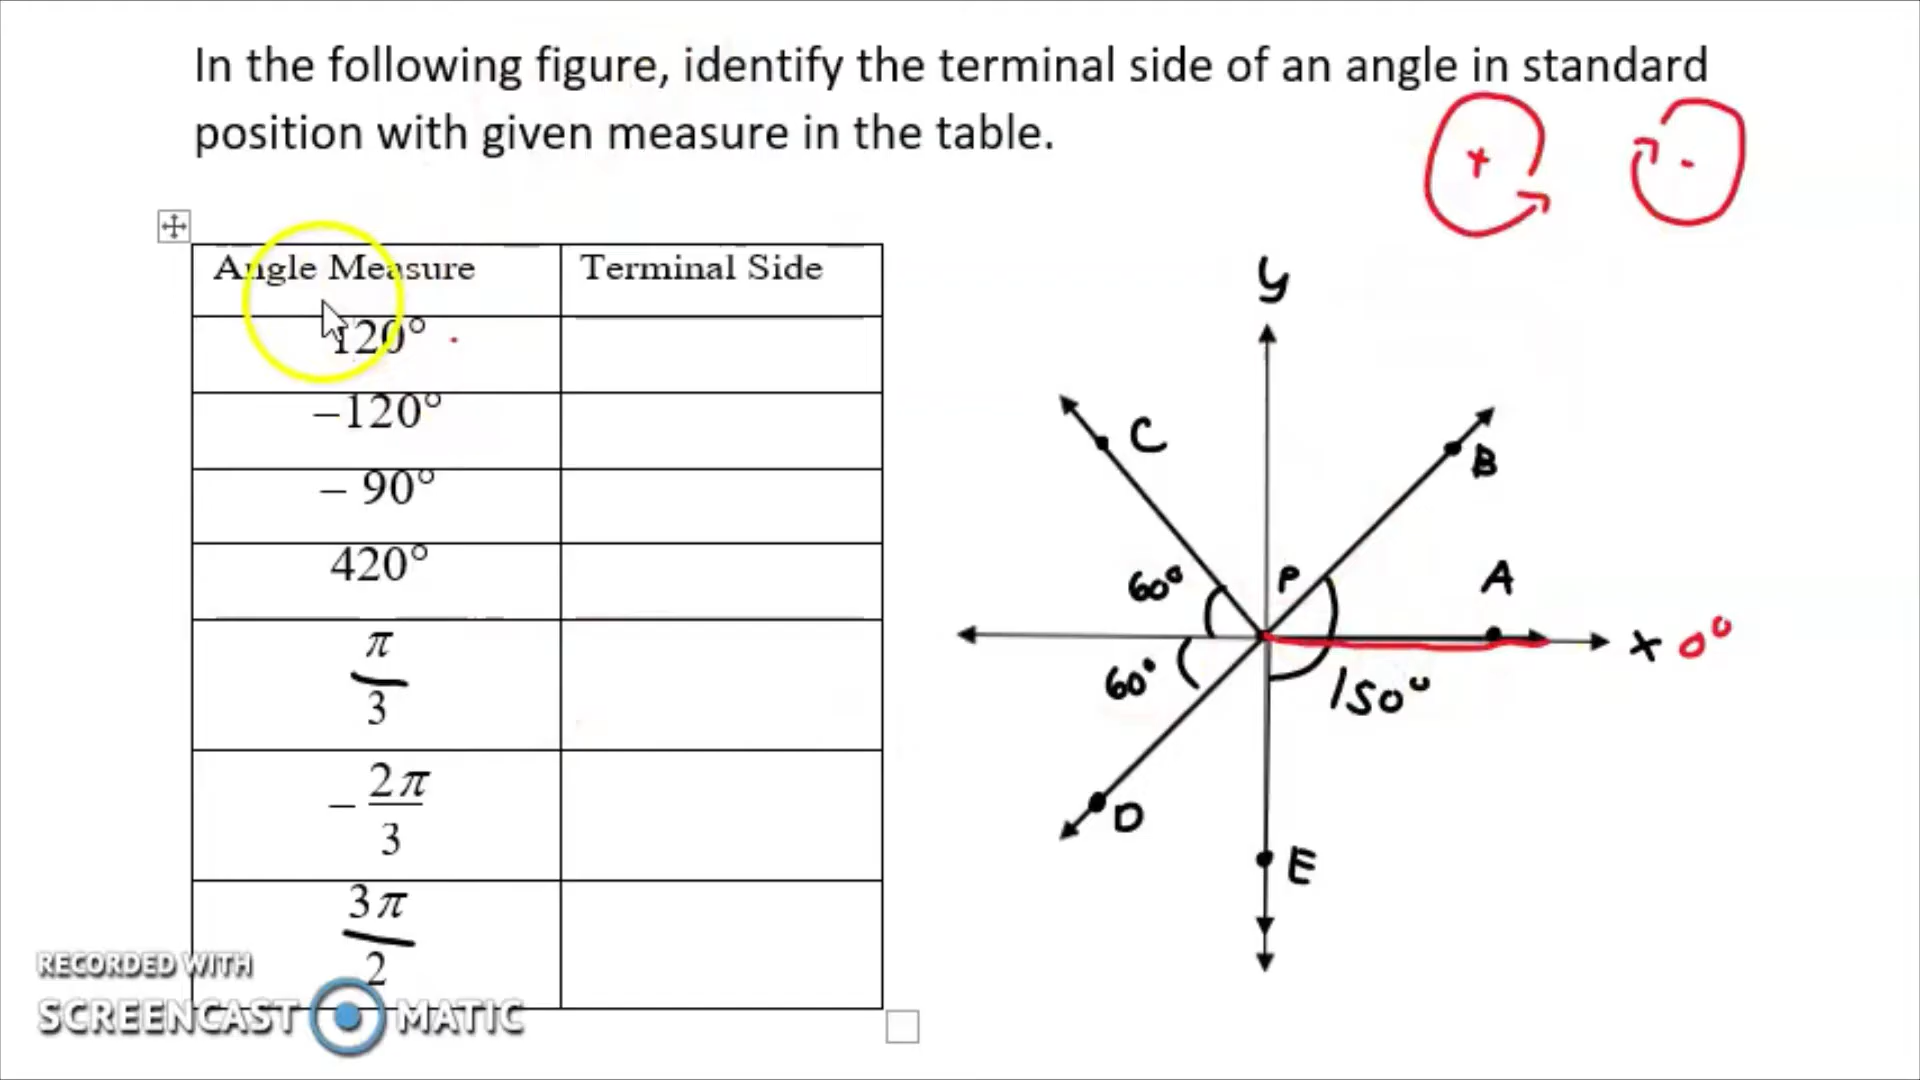 In the following figure, identify the terminal side of an angle in standard
position with given measure in the table.
+ -
Angle Measure Terminal Side
120°
–120°
– 90°
420°
π
3
– 2π
3
3π
2
y
C
B
60°
P
A
x 0°
60°
150°
D
E
RECORDED WITH
SCREENCAST MATIC